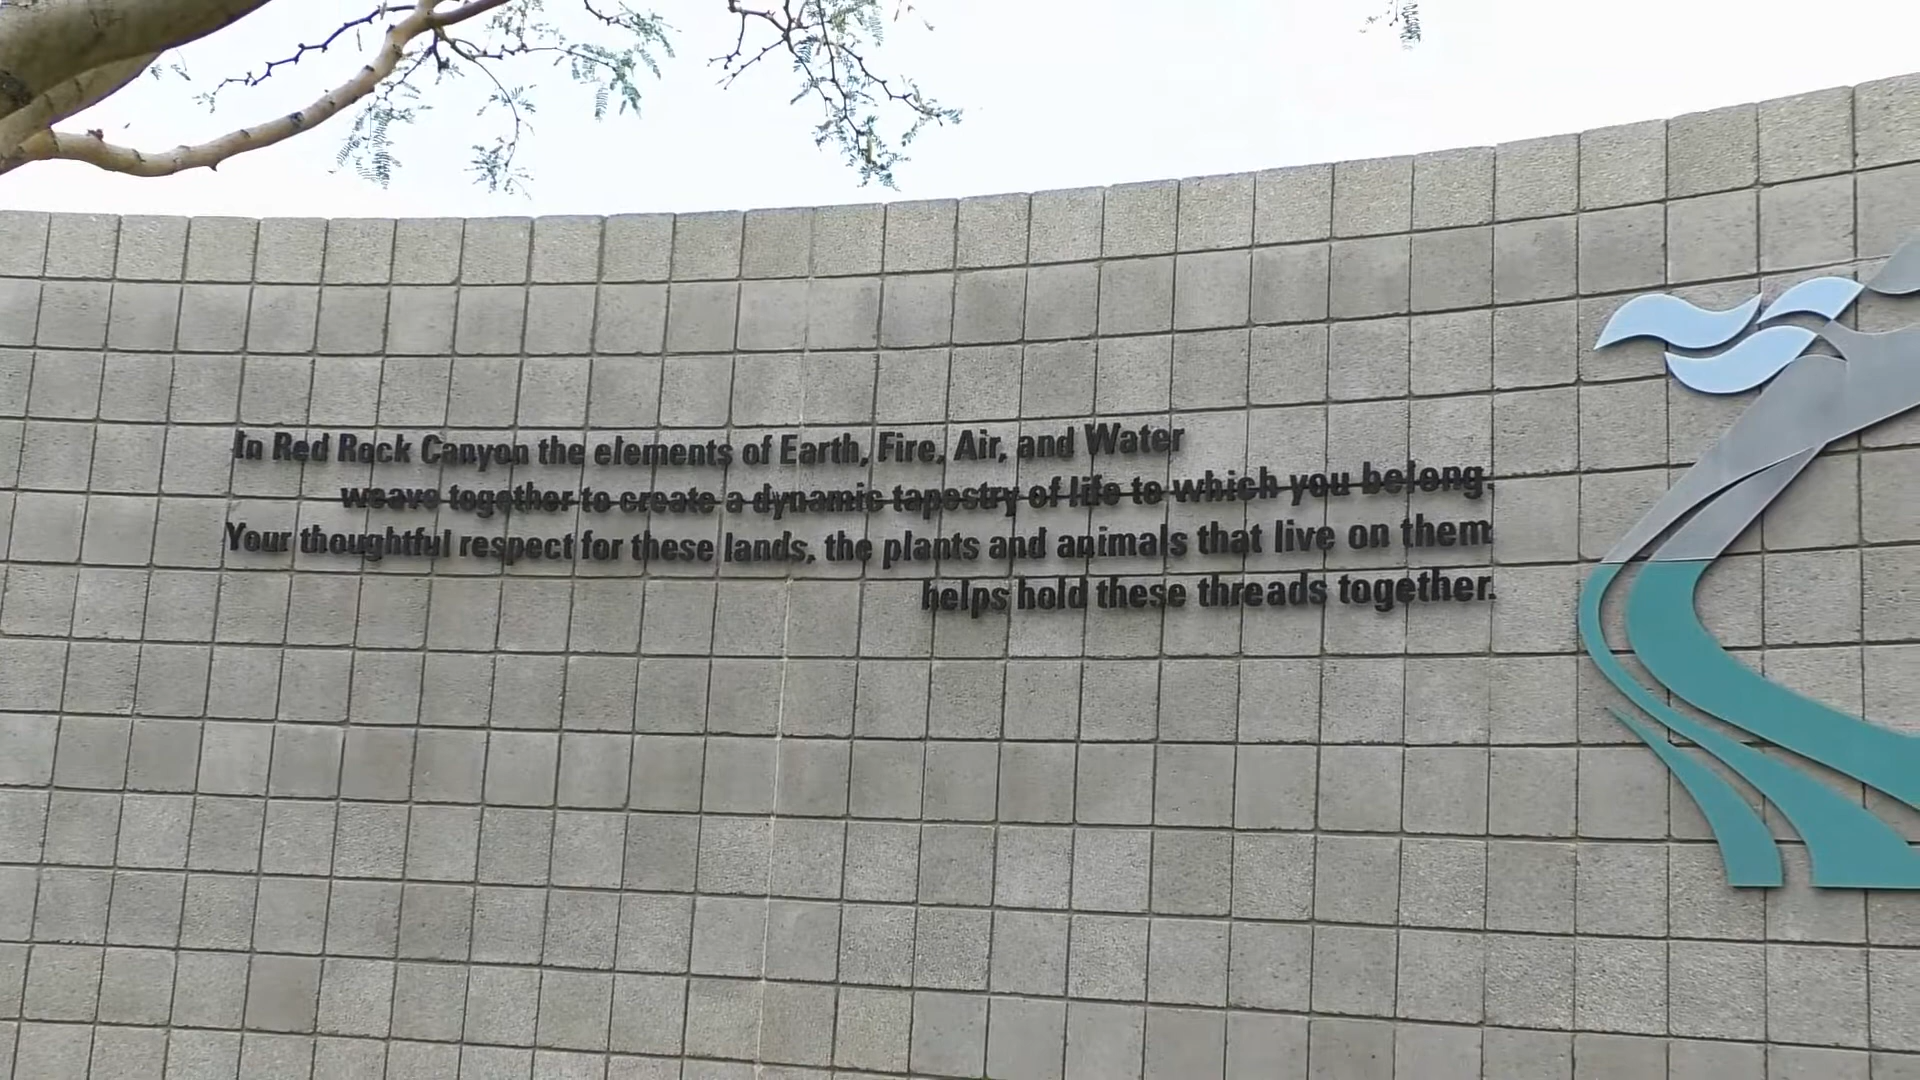 In Red Rock Canyon the elements of Earth, Fire, Air, and Water
weave together to create a dynamic tapestry of life to which you belong.
Your thoughtful respect for these lands, the plants and animals that live on them
helps hold these threads together.